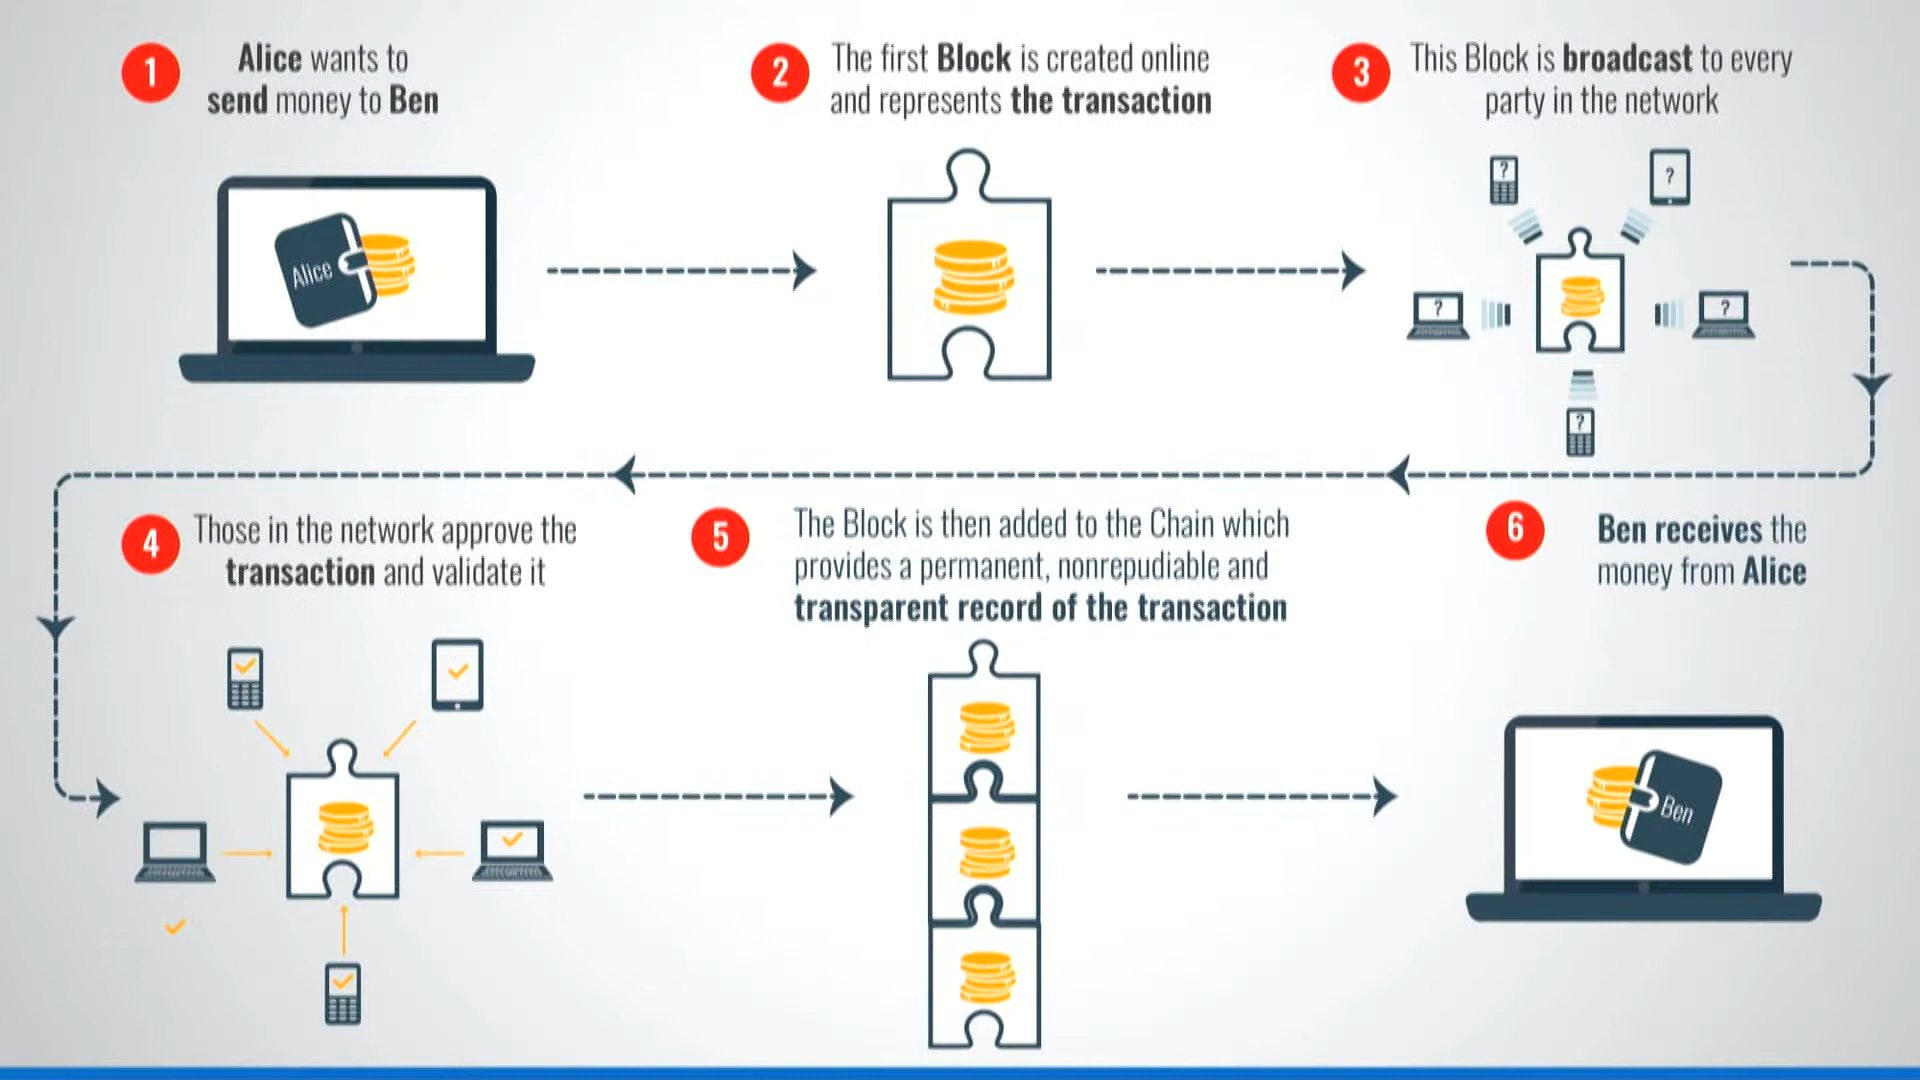 1
Alice wants to
send money to Ben
2
The first Block is created online
and represents the transaction
3
This Block is broadcast to every
party in the network
Alice
?
?
?
?
?
4
Those in the network approve the
transaction and validate it
5
The Block is then added to the Chain which
provides a permanent, nonrepudiable and
transparent record of the transaction
6
Ben receives the
money from Alice
Ben